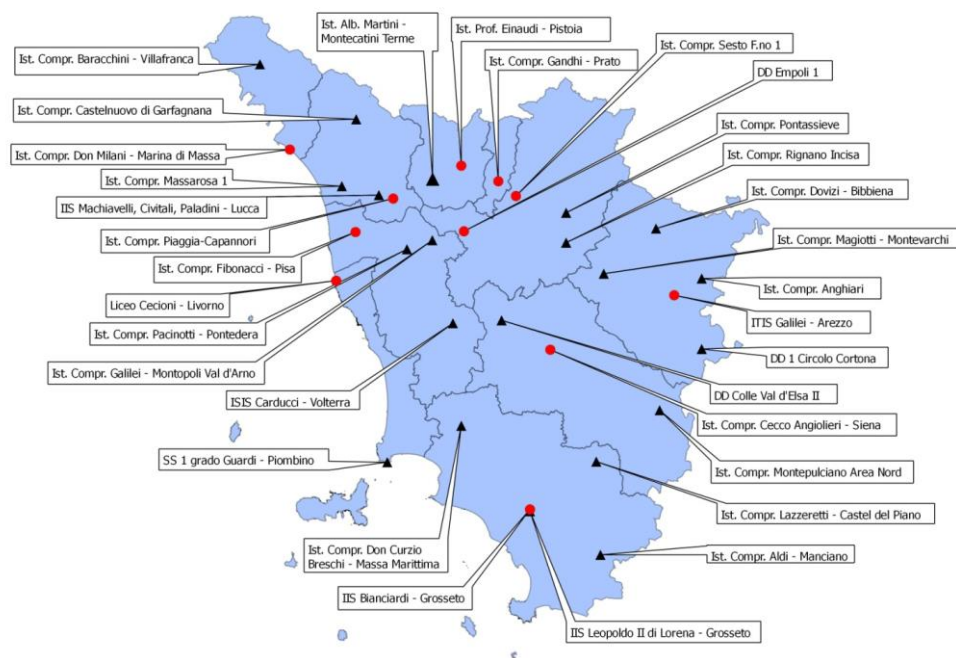 Ist. Alb. Martini -
Montecatini Terme
Ist. Prof. Einaudi - Pistoia
Ist. Compr. Sesto F.no 1
Ist. Compr. Baracchini - Villafranca
Ist. Compr. Gandhi - Prato
DD Empoli 1
Ist. Compr. Castelnuovo di Garfagnana
Ist. Compr. Pontassieve
Ist. Compr. Don Milani - Marina di Massa
Ist. Compr. Rignano Incisa
Ist. Compr. Massarosa 1
Ist. Compr. Dovizi - Bibbiena
IIS Machiavelli, Civitali, Paladini - Lucca
Ist. Compr. Piaggia-Capannori
Ist. Compr. Magiotti - Montevarchi
Ist. Compr. Fibonacci - Pisa
Ist. Compr. Anghiari
Liceo Cecioni - Livorno
ITIS Galilei - Arezzo
Ist. Compr. Pacinotti - Pontedera
DD 1 Circolo Cortona
Ist. Compr. Galilei - Montopoli Val d'Arno
DD Colle Val d'Elsa II
ISIS Carducci - Volterra
Ist. Compr. Cecco Angiolieri - Siena
SS 1 grado Guardi - Piombino
Ist. Compr. Montepulciano Area Nord
Ist. Compr. Lazzeretti - Castel del Piano
Ist. Compr. Don Curzio
Breschi - Massa Marittima
Ist. Compr. Aldi - Manciano
IIS Bianciardi - Grosseto
IIS Leopoldo II di Lorena - Grosseto